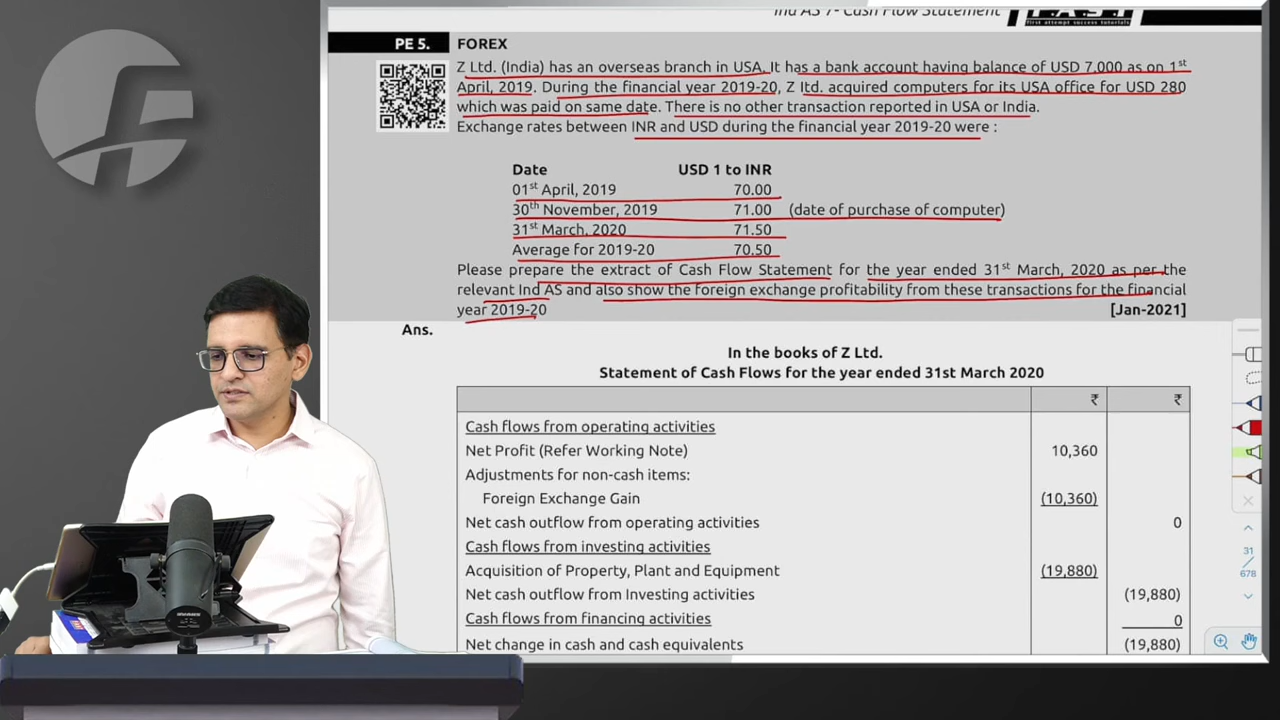 Ind AS 7- Cash Flow Statement
FAST
first attempt success tutorials
PE 5. FOREX
Z Ltd. (India) has an overseas branch in USA. It has a bank account having balance of USD 7,000 as on 1st
April, 2019. During the financial year 2019-20, Z ltd. acquired computers for its USA office for USD 280
which was paid on same date. There is no other transaction reported in USA or India.
Exchange rates between INR and USD during the financial year 2019-20 were :
Date USD 1 to INR
01st April, 2019 70.00
30th November, 2019 71.00 (date of purchase of computer)
31st March, 2020 71.50
Average for 2019-20 70.50
Please prepare the extract of Cash Flow Statement for the year ended 31st March, 2020 as per the
relevant Ind AS and also show the foreign exchange profitability from these transactions for the financial
year 2019-20 [Jan-2021]
Ans.
In the books of Z Ltd.
Statement of Cash Flows for the year ended 31st March 2020
₹ ₹
Cash flows from operating activities
Net Profit (Refer Working Note) 10,360
Adjustments for non-cash items:
Foreign Exchange Gain (10,360)
Net cash outflow from operating activities 0
Cash flows from investing activities
Acquisition of Property, Plant and Equipment (19,880)
Net cash outflow from Investing activities (19,880)
Cash flows from financing activities 0
Net change in cash and cash equivalents (19,880)
31
/
678